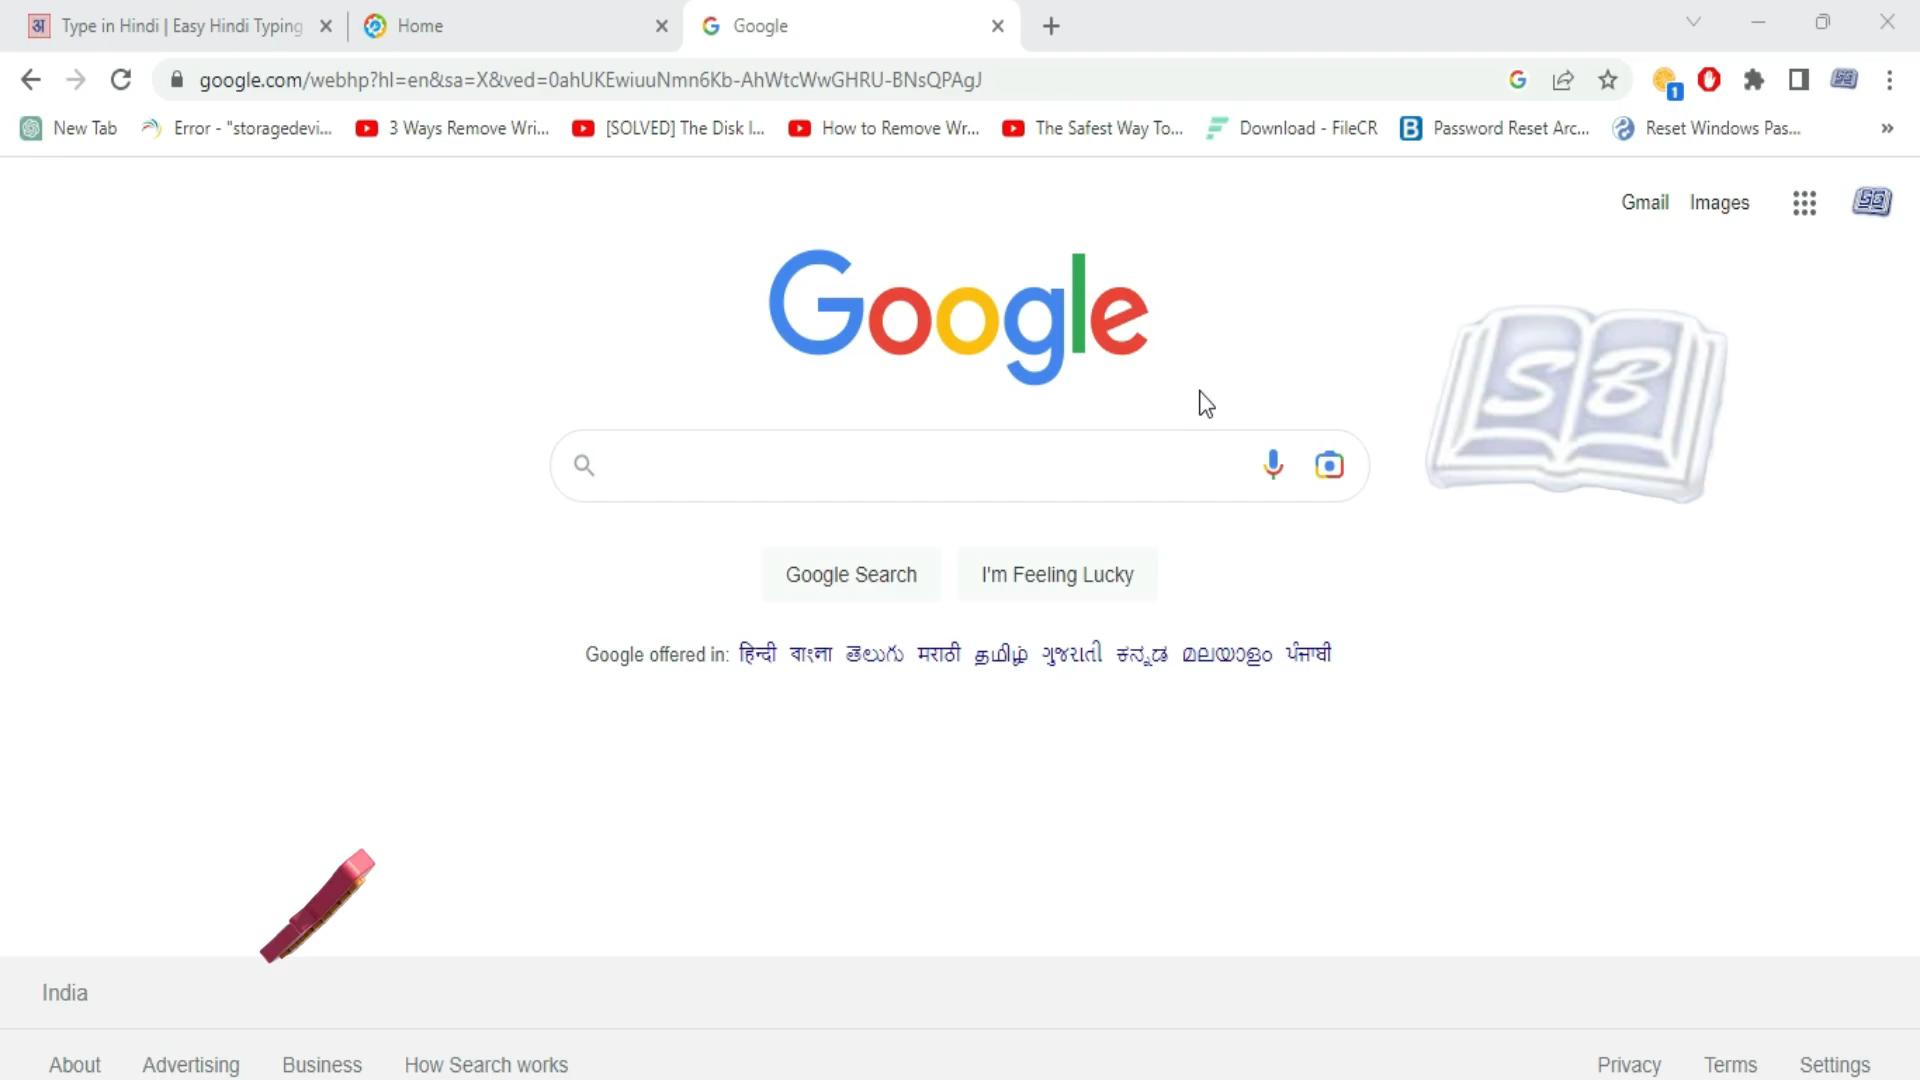 Type in Hindi | Easy Hindi Typing
Home
Google
google.com/webhp?hl=en&sa=X&ved=0ahUKEwiuuNmn6Kb-AhWtcWwGHRU-BNsQPAgJ
1
New Tab
Error - "storagedevi...
3 Ways Remove Wri...
[SOLVED] The Disk I...
How to Remove Wr...
The Safest Way To...
Download - FileCR
Password Reset Arc...
Reset Windows Pas...
»
Gmail
Images
Google
SB
Google Search
I'm Feeling Lucky
Google offered in: हिन्दी বাংলা తెలుగు मराठी தமிழ் ગુજરાતી ಕನ್ನಡ മലയാളം ਪੰਜਾਬੀ
India
About
Advertising
Business
How Search works
Privacy
Terms
Settings